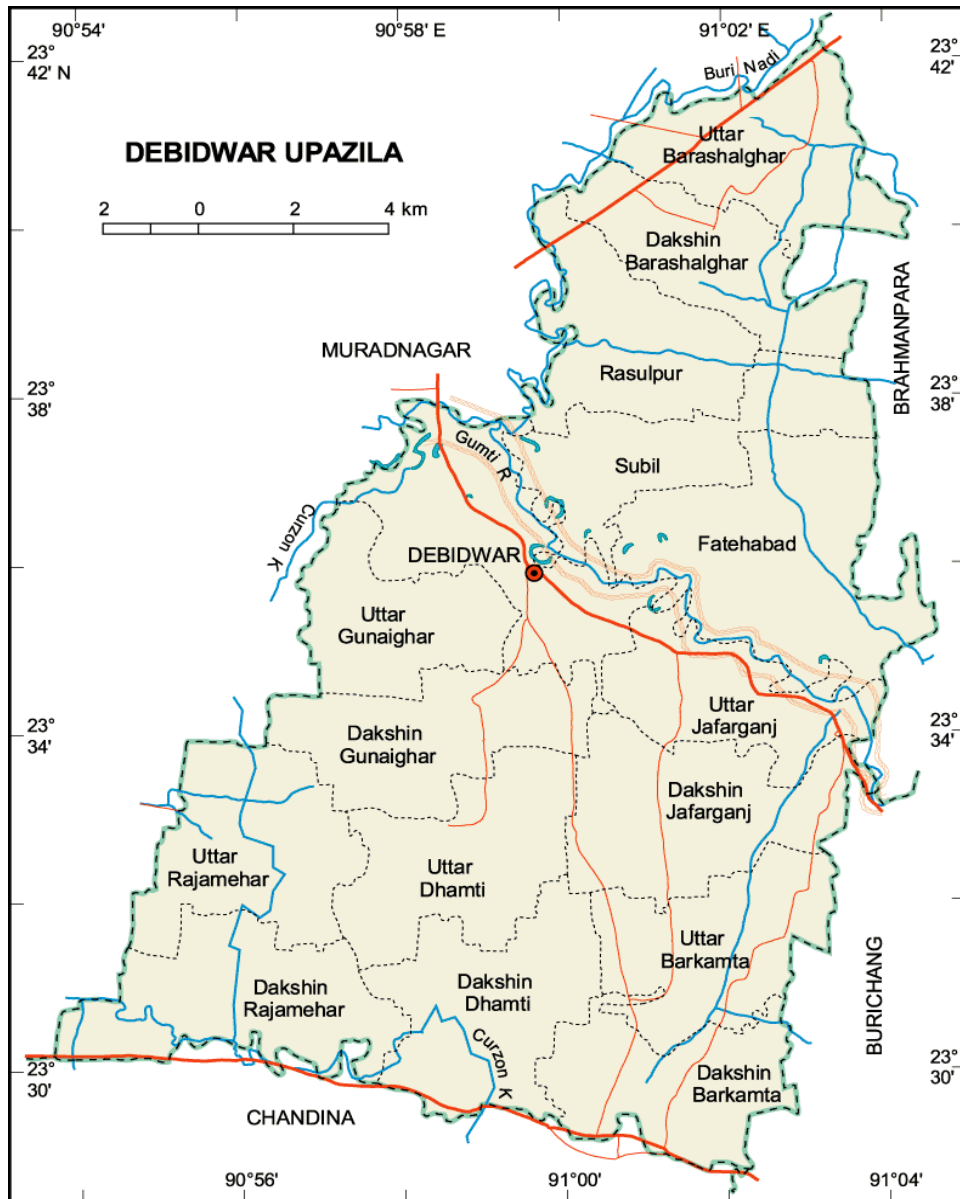 90°54'
90°58' E
91°02' E
23°
42' N
23°
42'
Buri Nadi
DEBIDWAR UPAZILA
Uttar
Barashalghar
2 0 2 4 km
Dakshin
Barashalghar
BRAHMANPARA
MURADNAGAR
Rasulpur
23°
38'
23°
38'
Gumti R
Subil
Curzon K
DEBIDWAR
Fatehabad
Uttar
Gunaighar
Dakshin
Gunaighar
Uttar
Jafarganj
23°
34'
23°
34'
Dakshin
Jafarganj
Uttar
Rajamehar
Uttar
Dhamti
Uttar
Barkamta
BURICHANG
Dakshin
Rajamehar
Dakshin
Dhamti
Curzon K
23°
30'
23°
30'
Dakshin
Barkamta
CHANDINA
90°56'
91°00'
91°04'